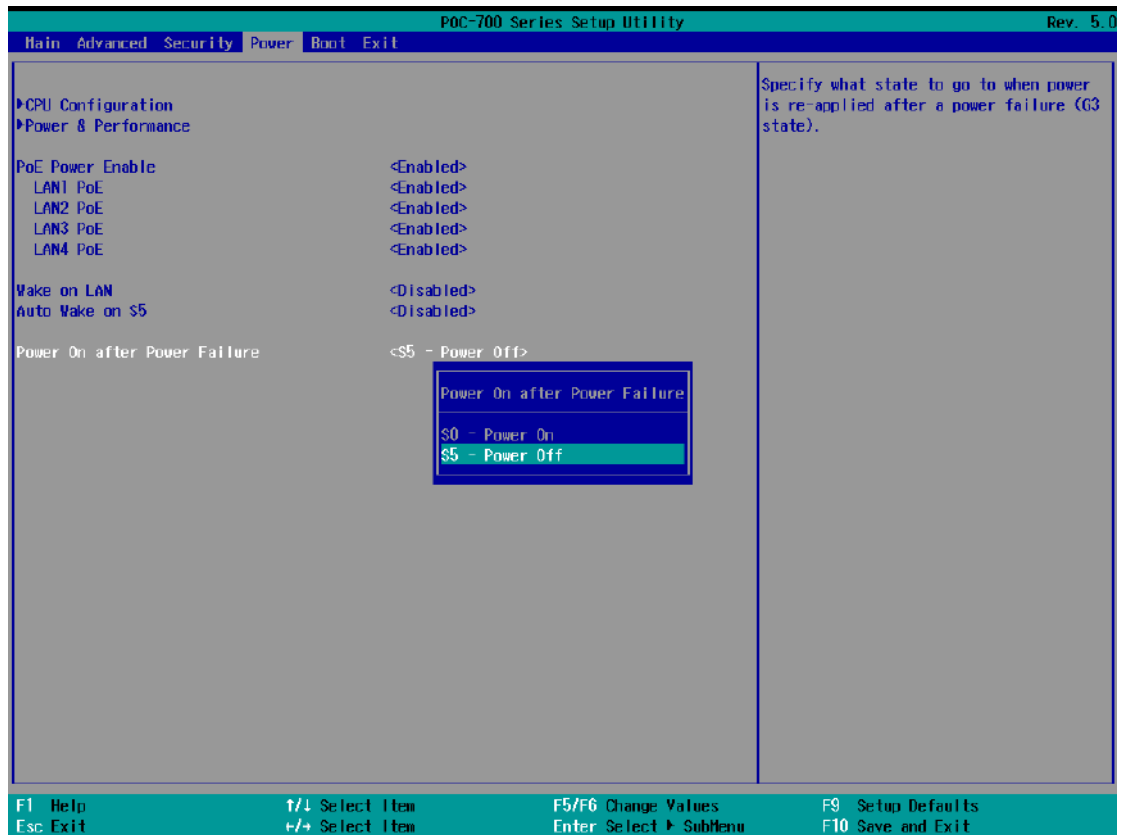 POC-700 Series Setup Utility Rev. 5.0
Main Advanced Security Power Boot Exit
▶CPU Configuration
▶Power & Performance
PoE Power Enable <Enabled>
LAN1 PoE <Enabled>
LAN2 PoE <Enabled>
LAN3 PoE <Enabled>
LAN4 PoE <Enabled>
Wake on LAN <Disabled>
Auto Wake on S5 <Disabled>
Power On after Power Failure <S5 - Power Off>
Power On after Power Failure
S0 - Power On
S5 - Power Off
Specify what state to go to when power
is re-applied after a power failure (G3
state).
F1 Help ↑/↓ Select Item F5/F6 Change Values F9 Setup Defaults
Esc Exit ←/→ Select Item Enter Select ▶ SubMenu F10 Save and Exit